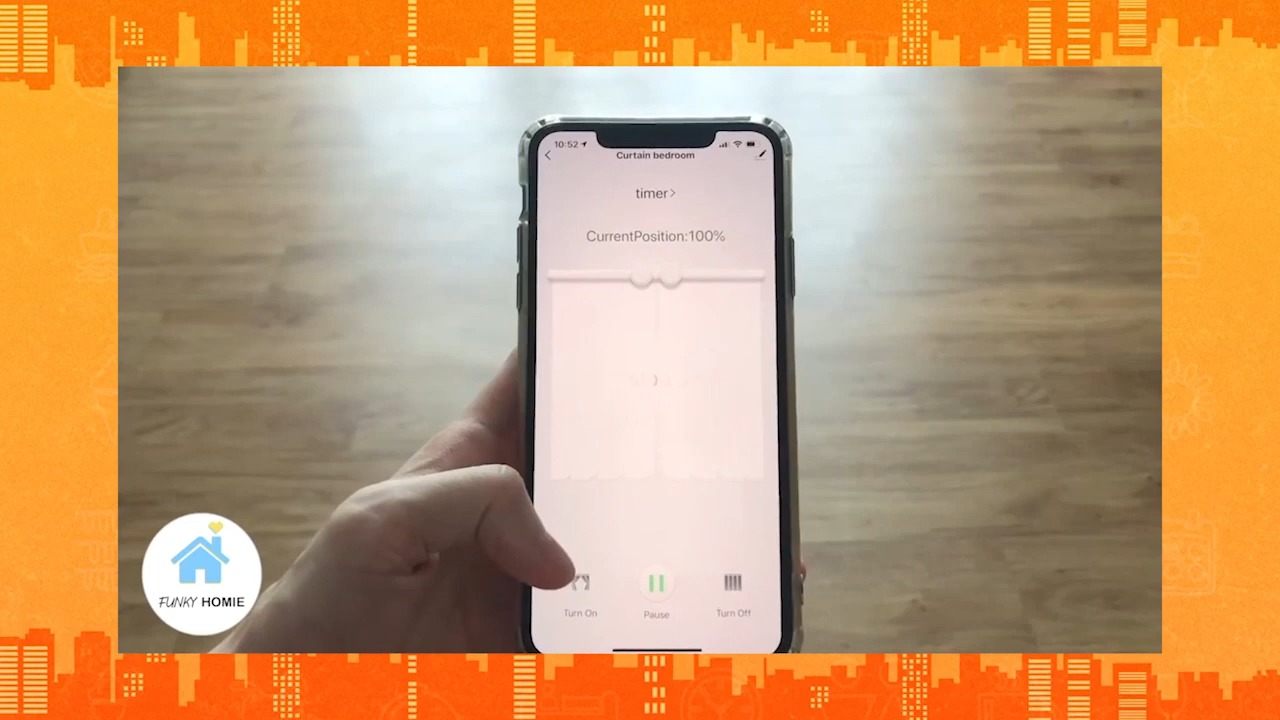 10:52
Curtain bedroom
timer>
CurrentPosition:100%
Turn On
Pause
Turn Off
FUNKY HOMIE